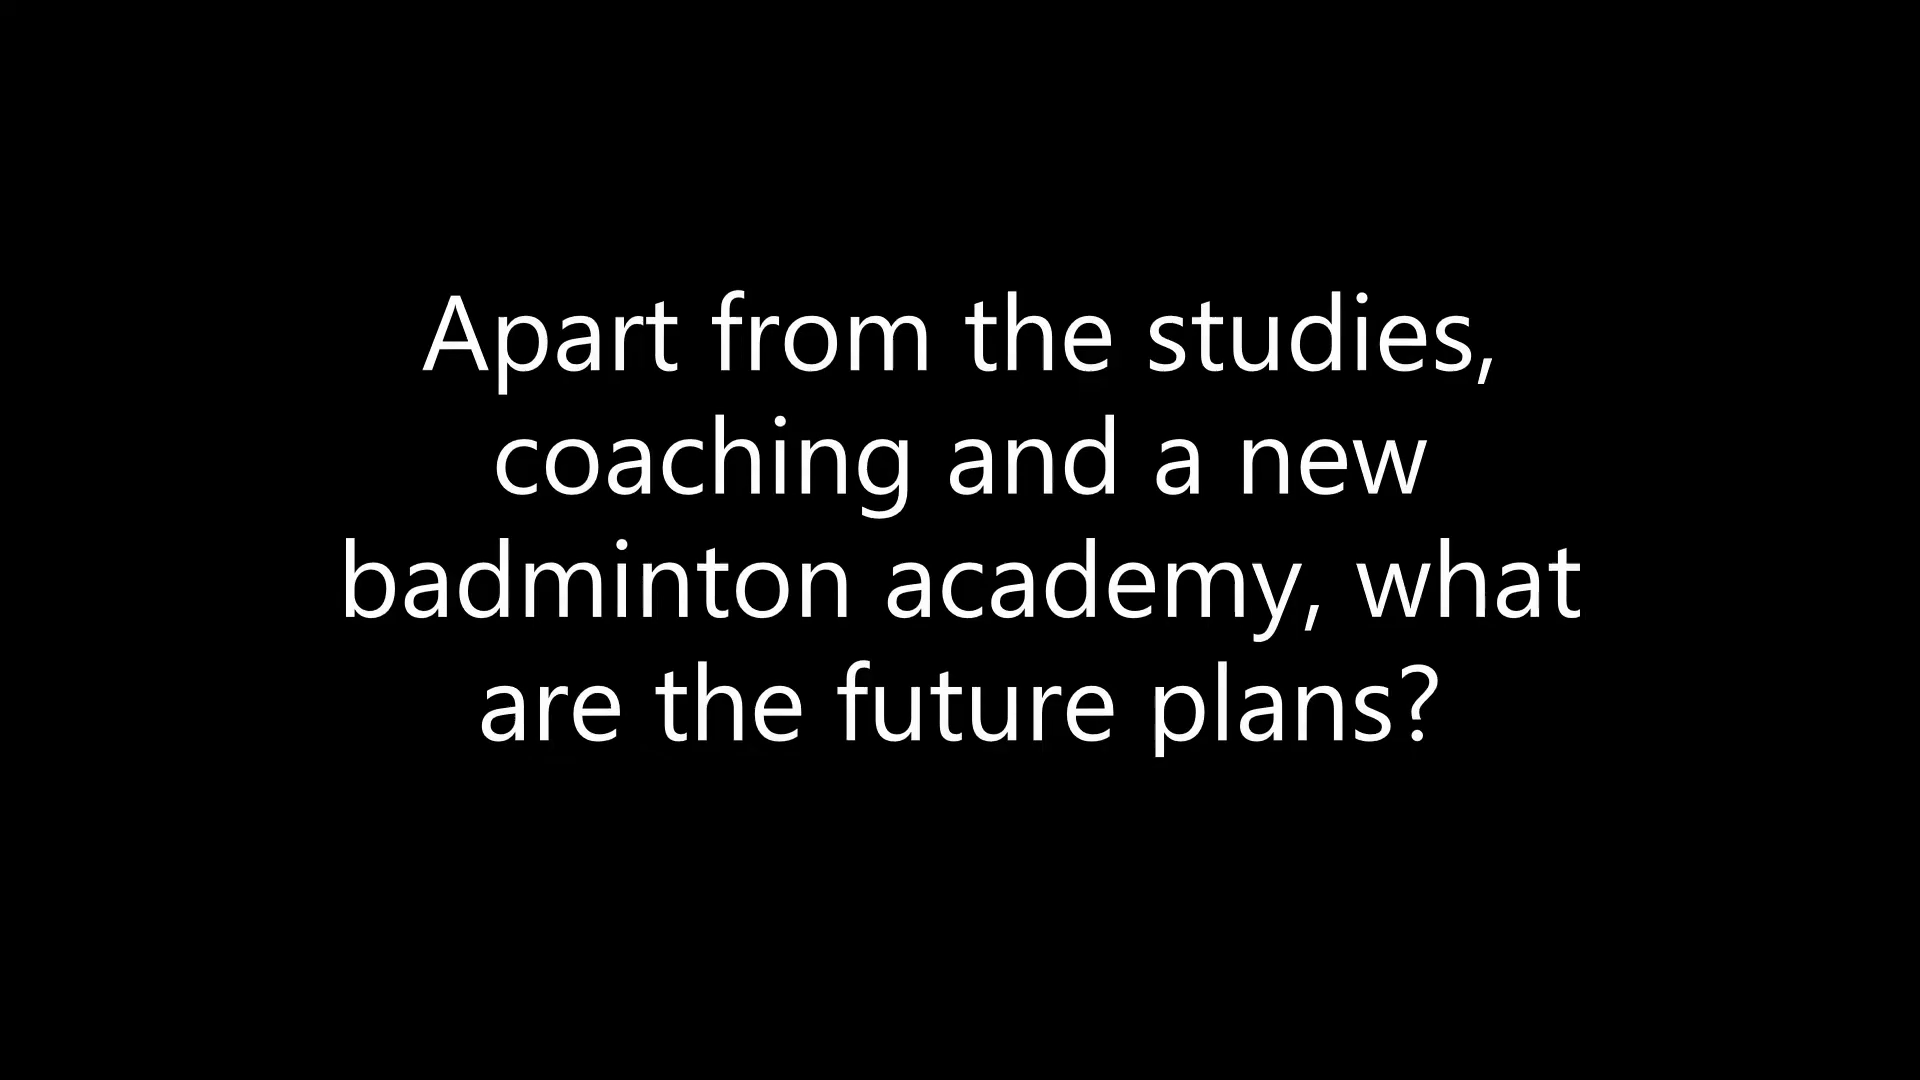 Apart from the studies,
coaching and a new
badminton academy, what
are the future plans?